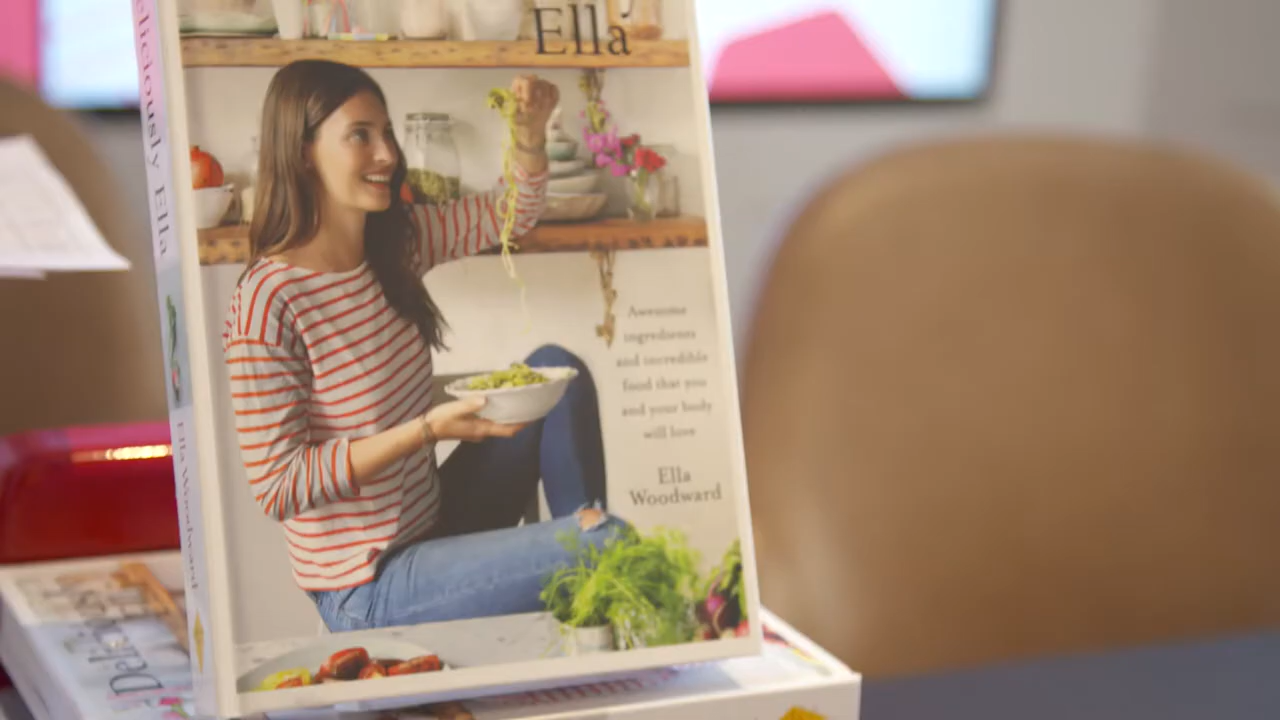 Ella
Deliciously Ella
Awesome
ingredients
and incredible
food that you
and your body
will love
Ella
Woodward
Ella Woodward